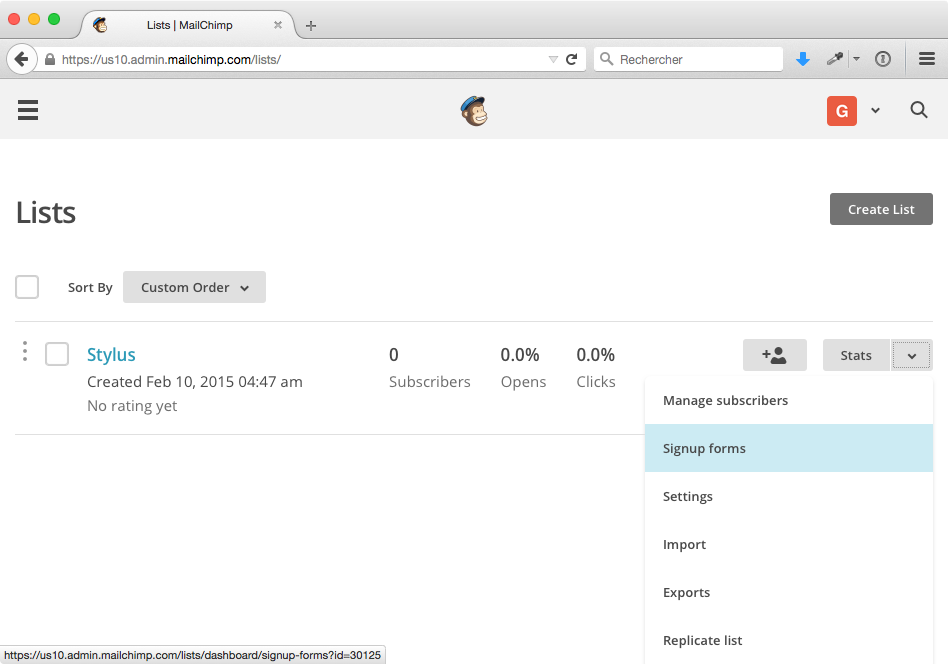 Lists | MailChimp
https://us10.admin.mailchimp.com/lists/
Rechercher
G
Lists
Create List
Sort By
Custom Order
Stylus
0
0.0%
0.0%
Stats
Created Feb 10, 2015 04:47 am
Subscribers
Opens
Clicks
No rating yet
Manage subscribers
Signup forms
Settings
Import
Exports
Replicate list
https://us10.admin.mailchimp.com/lists/dashboard/signup-forms?id=30125